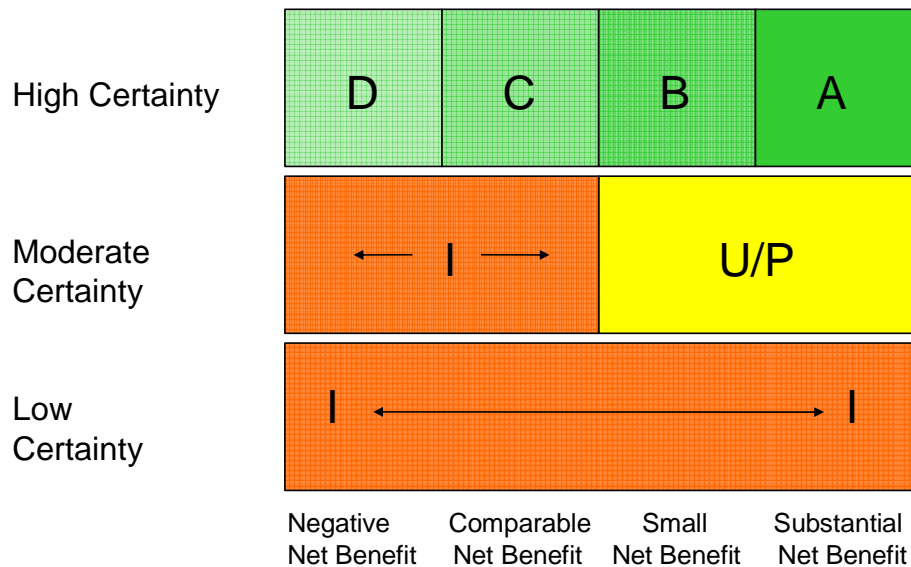 High Certainty
D C B A
Moderate
Certainty
I U/P
Low
Certainty
I I
Negative
Net Benefit
Comparable
Net Benefit
Small
Net Benefit
Substantial
Net Benefit